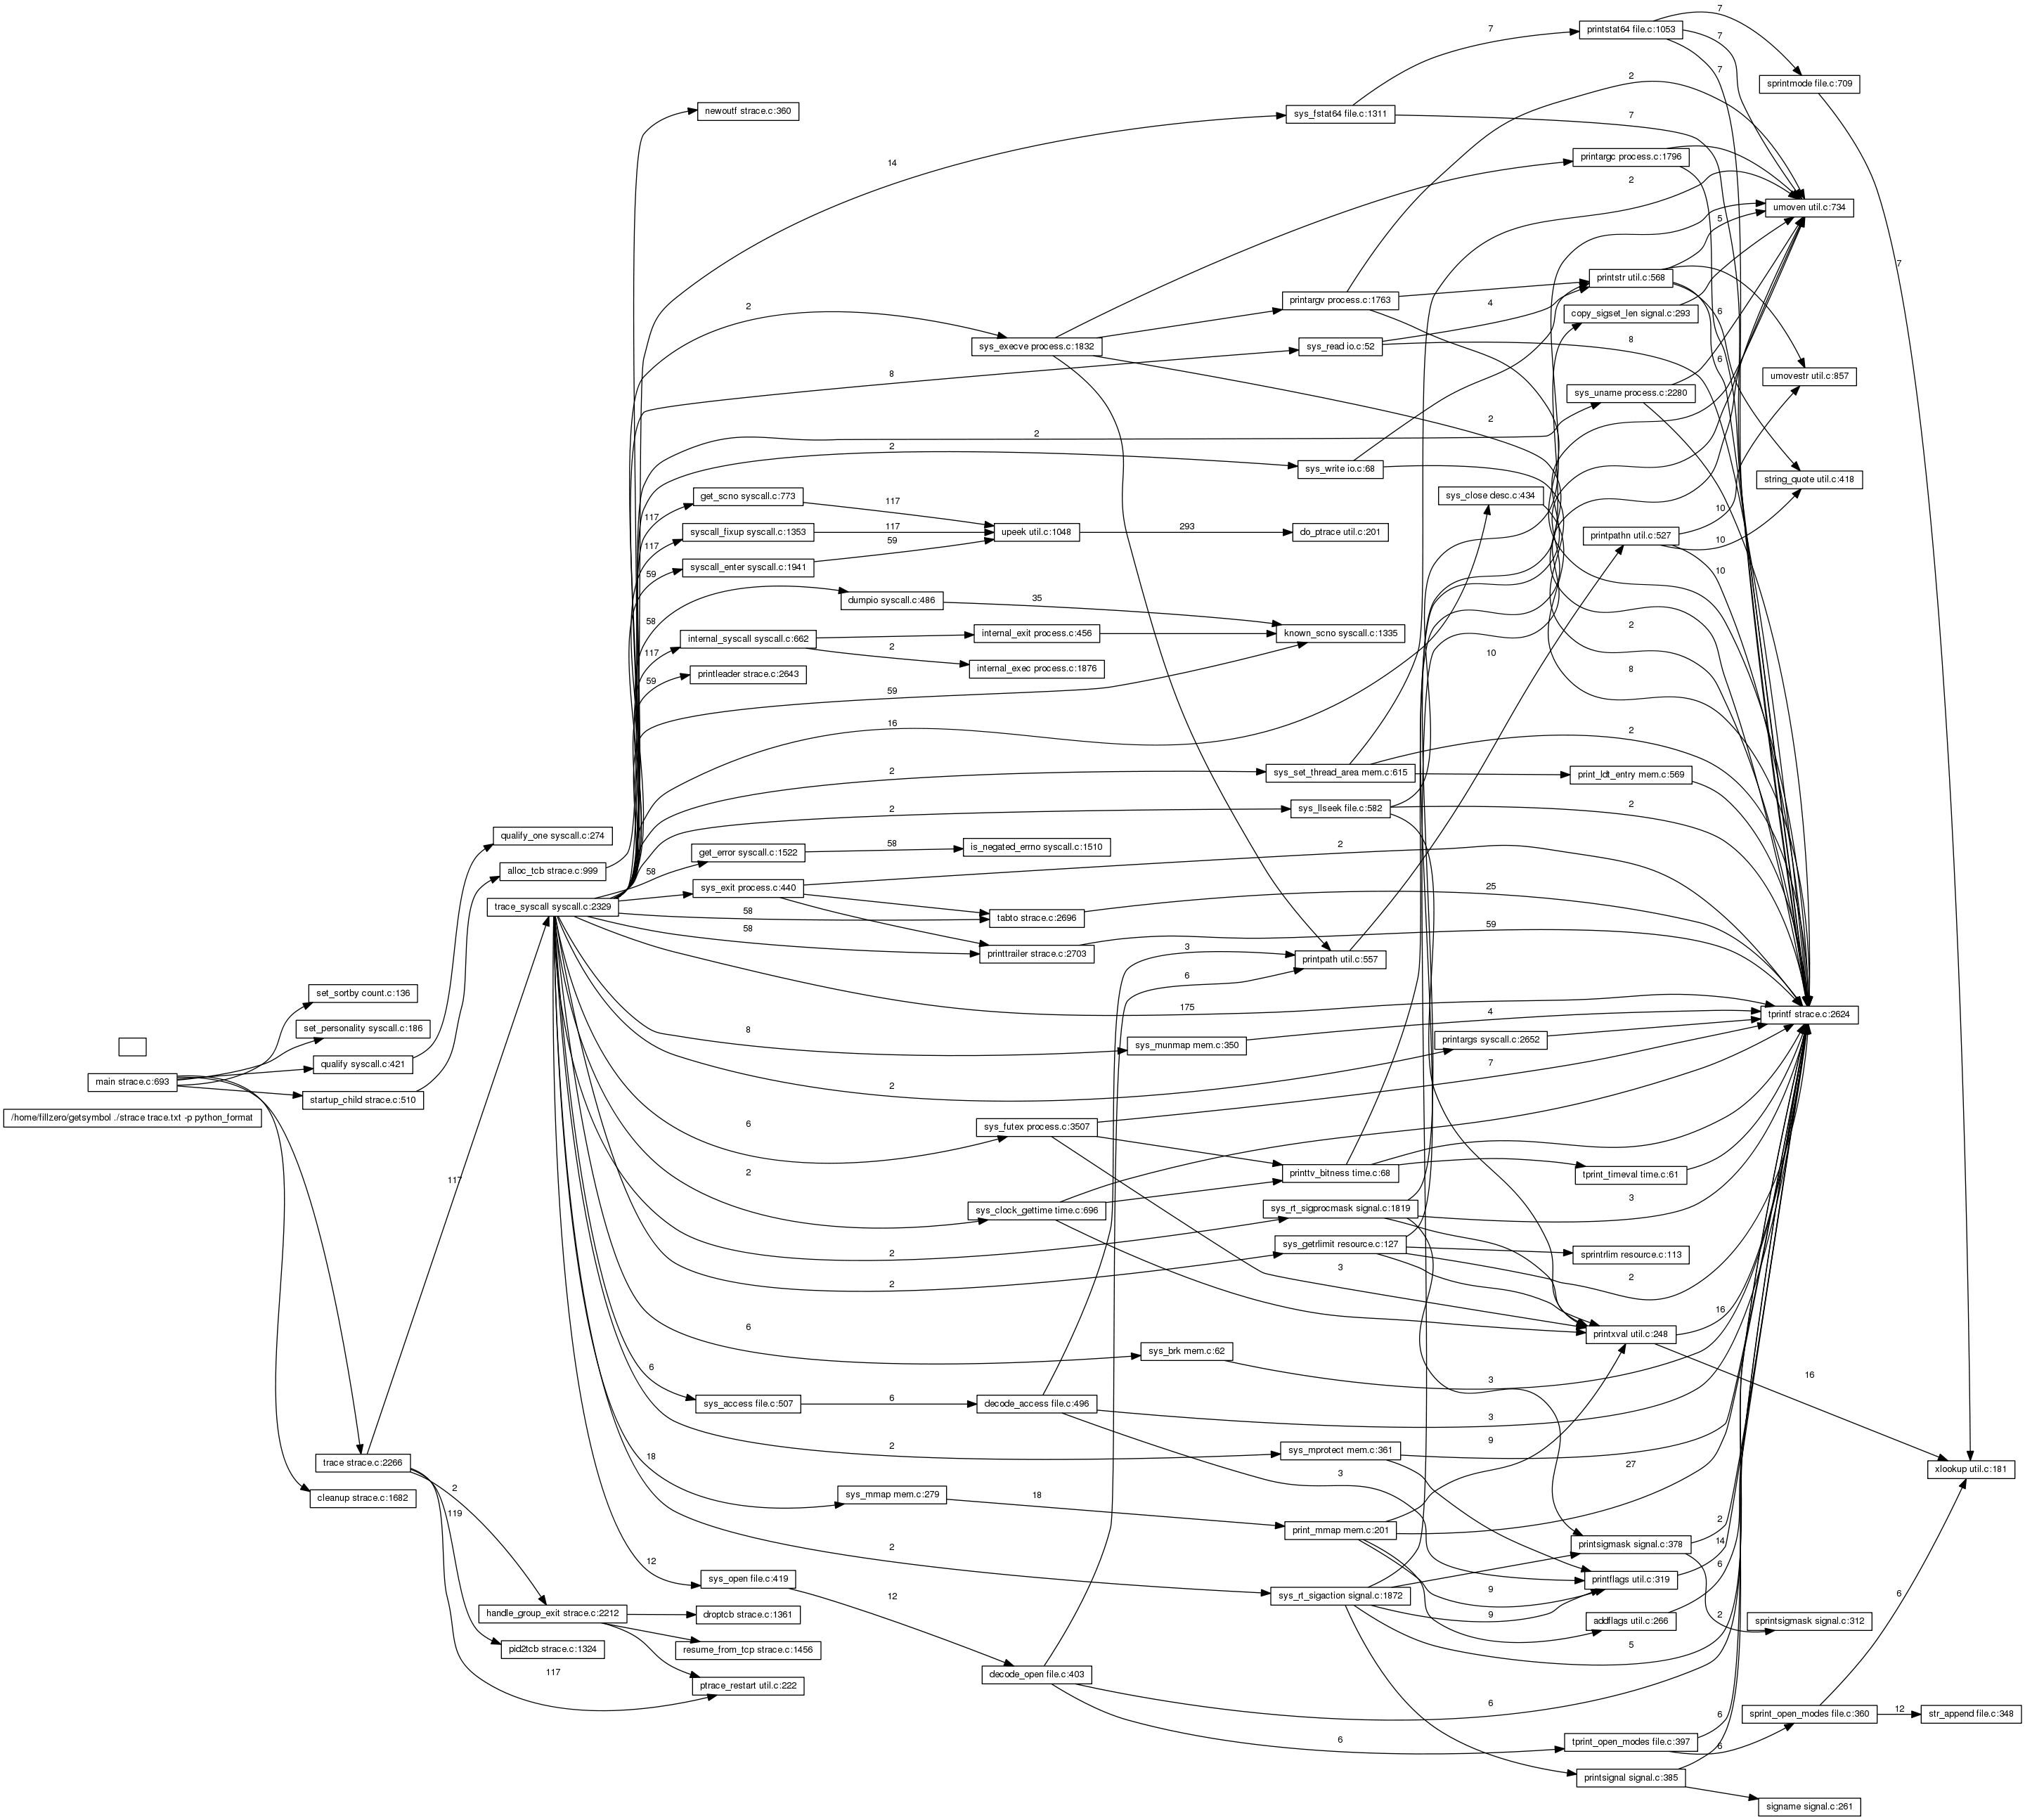 7
printstat64 file.c:1053
7
7
7
sprintmode file.c:709
2
newoutf strace.c:360
sys_fstat64 file.c:1311
7
14
printargc process.c:1796
2
umoven util.c:734
5
7
printstr util.c:568
printargv process.c:1763
4
2
copy_sigset_len signal.c:293
6
sys_execve process.c:1832
sys_read io.c:52
8
6
8
umovestr util.c:857
sys_uname process.c:2280
2
2
2
sys_write io.c:68
string_quote util.c:418
get_scno syscall.c:773
117
sys_close desc.c:434
10
117
syscall_fixup syscall.c:1353
117
upeek util.c:1048
293
do_ptrace util.c:201
printpathn util.c:527
10
117
59
59
syscall_enter syscall.c:1941
10
dumpio syscall.c:486
35
58
internal_syscall syscall.c:662
internal_exit process.c:456
known_scno syscall.c:1335
2
117
2
internal_exec process.c:1876
10
59
printleader strace.c:2643
8
59
16
2
2
sys_set_thread_area mem.c:615
print_ldt_entry mem.c:569
2
sys_llseek file.c:582
2
qualify_one syscall.c:274
get_error syscall.c:1522
58
is_negated_errno syscall.c:1510
2
alloc_tcb strace.c:999
58
sys_exit process.c:440
25
trace_syscall syscall.c:2329
58
tabto strace.c:2696
58
59
3
printtrailer strace.c:2703
printpath util.c:557
6
set_sortby count.c:136
175
4
tprintf strace.c:2624
set_personality syscall.c:186
8
sys_munmap mem.c:350
printargs syscall.c:2652
qualify syscall.c:421
7
main strace.c:693
2
startup_child strace.c:510
/home/fillzero/getsymbol ./strace trace.txt -p python_format
6
sys_futex process.c:3507
printtv_bitness time.c:68
tprint_timeval time.c:61
117
2
3
sys_clock_gettime time.c:696
sys_rt_sigprocmask signal.c:1819
2
sys_getrlimit resource.c:127
sprintrlim resource.c:113
2
3
2
16
printxval util.c:248
6
sys_brk mem.c:62
16
6
3
sys_access file.c:507
6
decode_access file.c:496
3
2
9
sys_mprotect mem.c:361
18
3
27
trace strace.c:2266
xlookup util.c:181
2
cleanup strace.c:1682
sys_mmap mem.c:279
18
119
print_mmap mem.c:201
2
2
printsigmask signal.c:378
14
12
6
sys_open file.c:419
printflags util.c:319
9
sys_rt_sigaction signal.c:1872
12
6
handle_group_exit strace.c:2212
droptcb strace.c:1361
9
addflags util.c:266
2
sprintsigmask signal.c:312
pid2tcb strace.c:1324
resume_from_tcp strace.c:1456
5
117
decode_open file.c:403
ptrace_restart util.c:222
6
6
sprint_open_modes file.c:360
12
str_append file.c:348
6
tprint_open_modes file.c:397
6
printsignal signal.c:385
signame signal.c:261